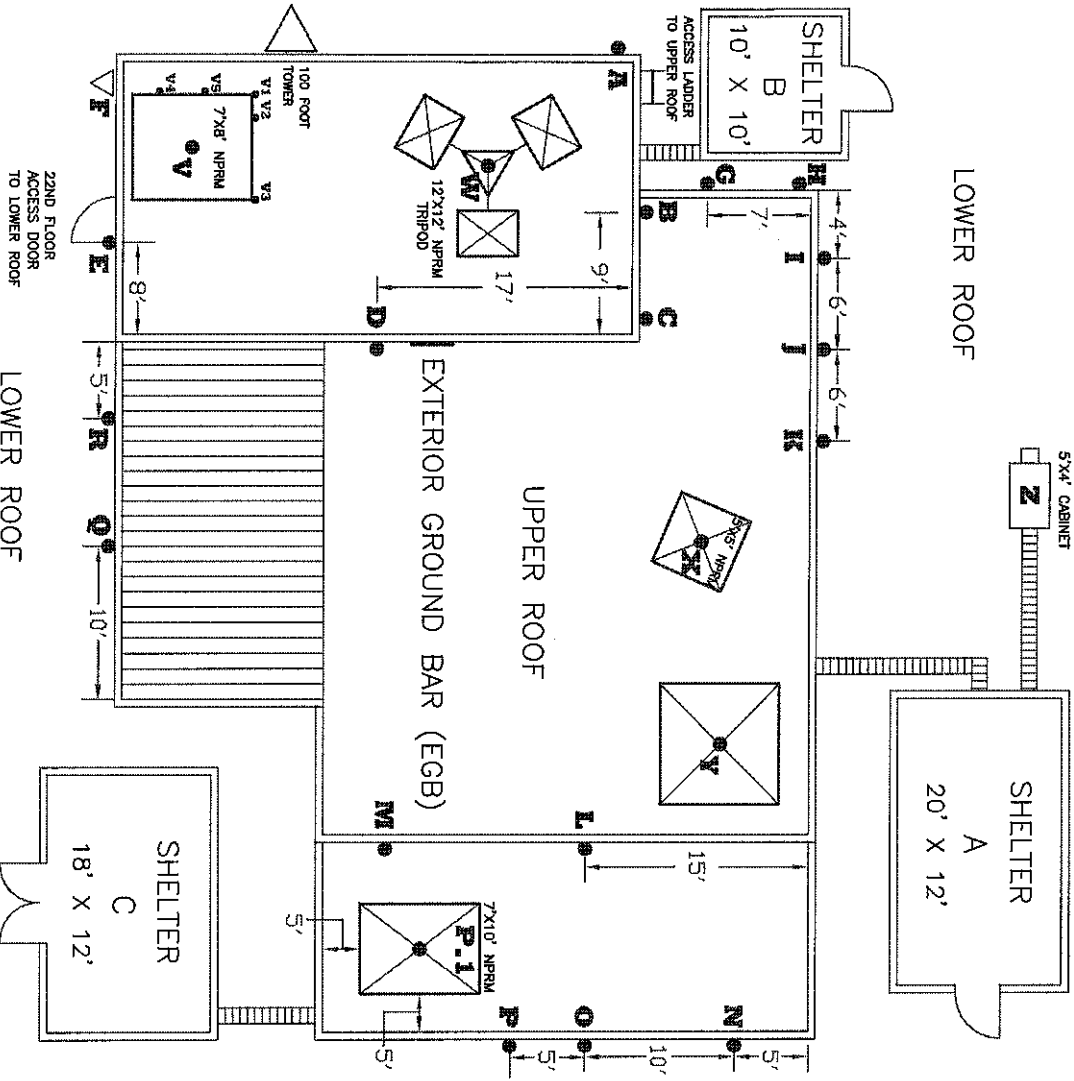 5'X4' CABINET
Z
SHELTER
A
20' X 12'
LOWER ROOF
SHELTER
B
10' X 10'
ACCESS LADDER
TO UPPER ROOF
A
G
H
7'
4'
6'
6'
I
J
K
B
C
9'
17'
D
UPPER ROOF
5'X5' NPRM
X
Y
L
15'
M
N
O
P
5'
10'
5'
7'X10' NPRM
P.1
5'
5'
EXTERIOR GROUND BAR (EGB)
12'X12' NPRM
TRIPOD
W
100 FOOT
TOWER
V1
V2
V3
V5
V4
7'X8' NPRM
V
F
E
8'
22ND FLOOR
ACCESS DOOR
TO LOWER ROOF
5'
R
Q
10'
LOWER ROOF
SHELTER
C
18' X 12'